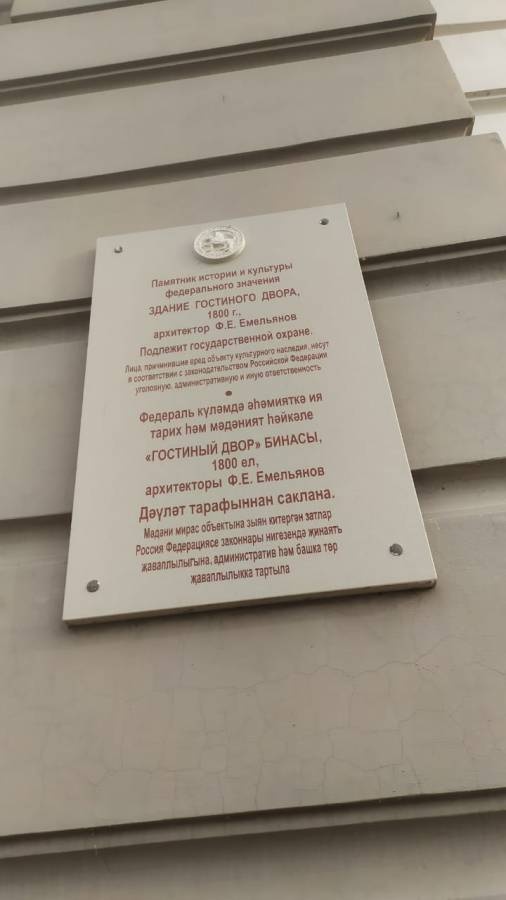 Памятник истории и культуры
федерального значения
ЗДАНИЕ ГОСТИНОГО ДВОРА,
1800 г.,
архитектор Ф.Е. Емельянов
Подлежит государственной охране.
Лица, причинившие вред объекту культурного наследия, несут
в соответствии с законодательством Российской Федерации
уголовную, административную и иную ответственность
•
Федераль күләмдә әһәмияткә ия
тарих һәм мәдәният һәйкәле
«ГОСТИНЫЙ ДВОР» БИНАСЫ,
1800 ел,
архитекторы Ф.Е. Емельянов
Дәүләт тарафыннан саклана.
Мәдәни мирас объектына зыян китергән затлар
Россия Федерациясе законнары нигезендә җинаять
җаваплылыгына, административ һәм башка төр
җаваплылыкка тартыла